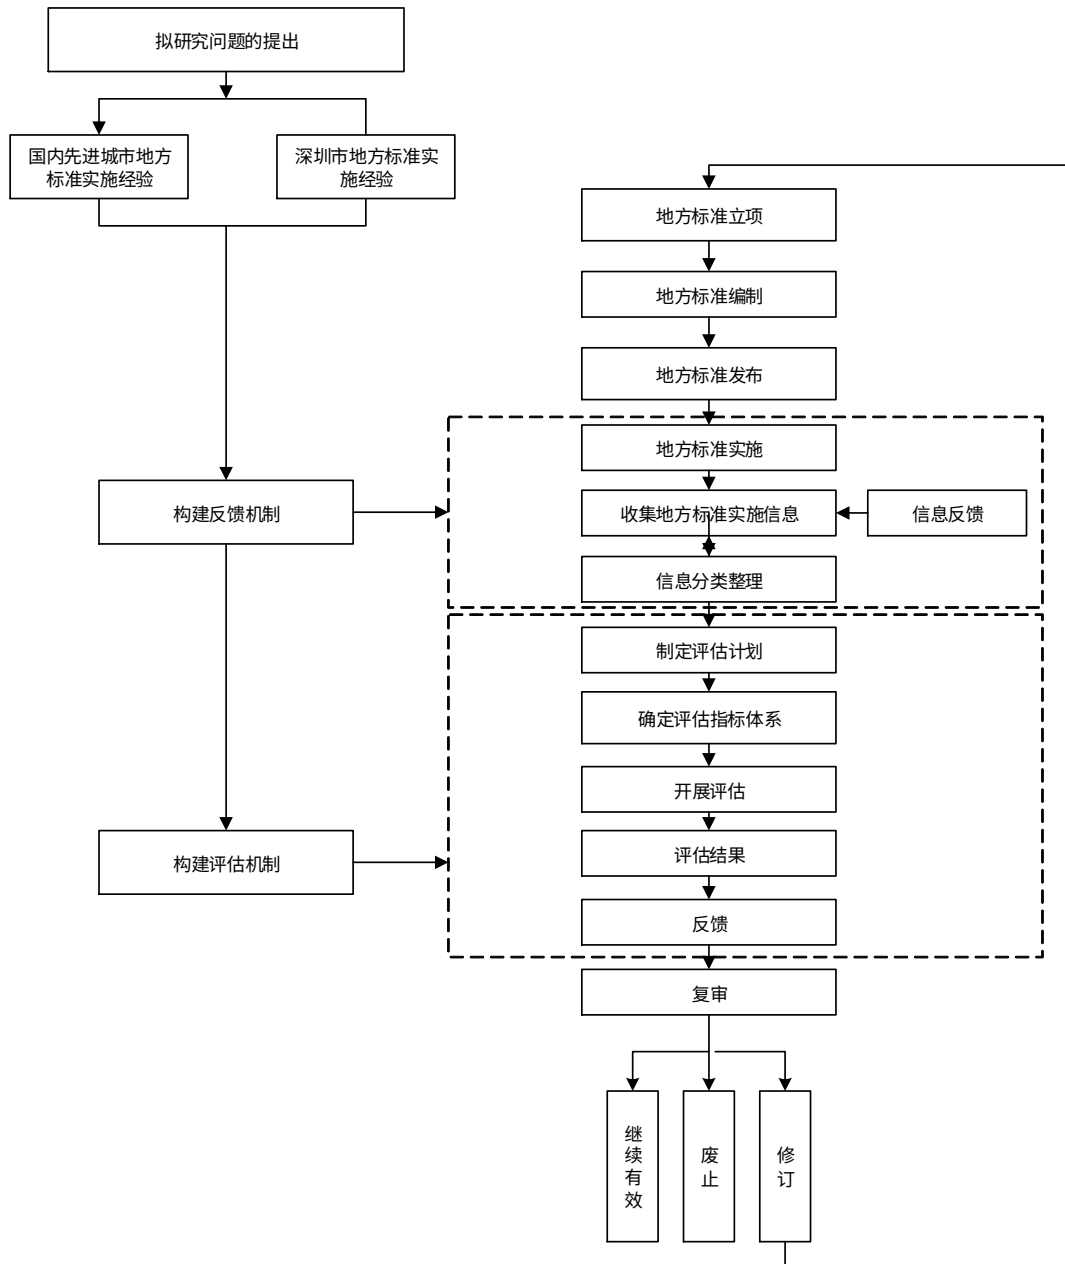 拟研究问题的提出
国内先进城市地方
标准实施经验
深圳市地方标准实
施经验
地方标准立项
地方标准编制
地方标准发布
地方标准实施
构建反馈机制
收集地方标准实施信息
信息反馈
信息分类整理
制定评估计划
确定评估指标体系
开展评估
构建评估机制
评估结果
反馈
复审
继续有效
废止
修订